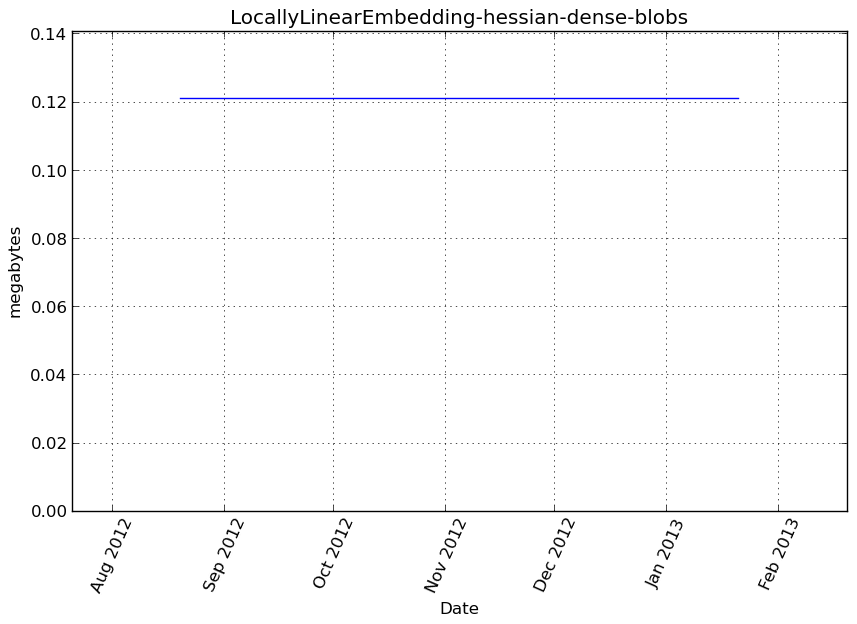 LocallyLinearEmbedding-hessian-dense-blobs
0.14
0.12
0.10
0.08
0.06
0.04
0.02
0.00
megabytes
Aug 2012
Sep 2012
Oct 2012
Nov 2012
Dec 2012
Jan 2013
Feb 2013
Date